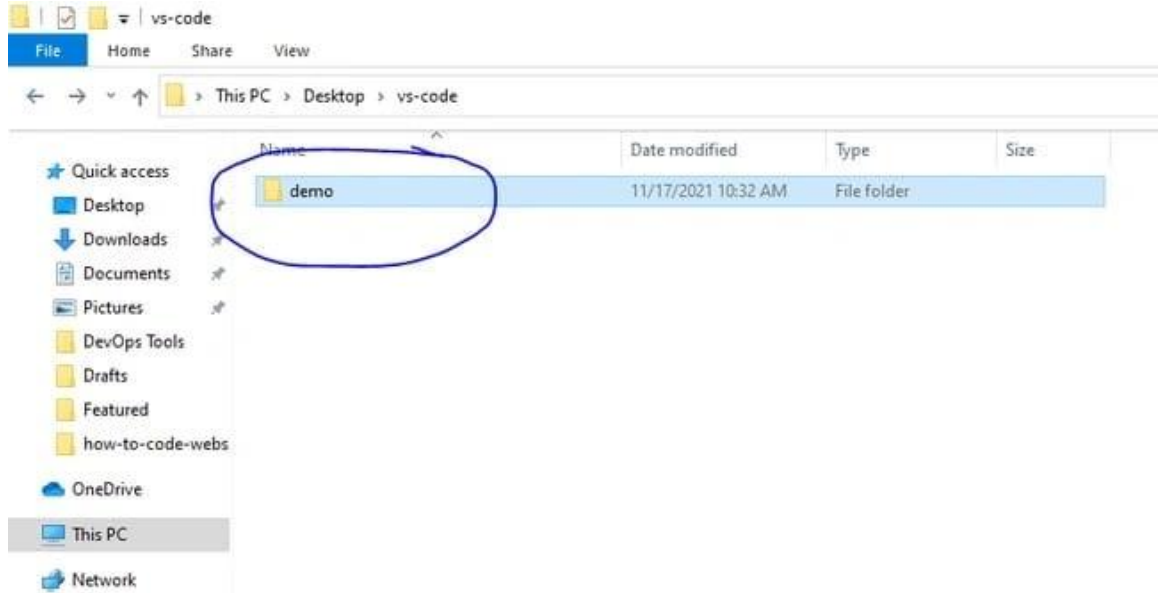 vs-code
File Home Share View
This PC > Desktop > vs-code
Name Date modified Type Size
demo 11/17/2021 10:32 AM File folder
Quick access
Desktop
Downloads
Documents
Pictures
DevOps Tools
Drafts
Featured
how-to-code-webs
OneDrive
This PC
Network